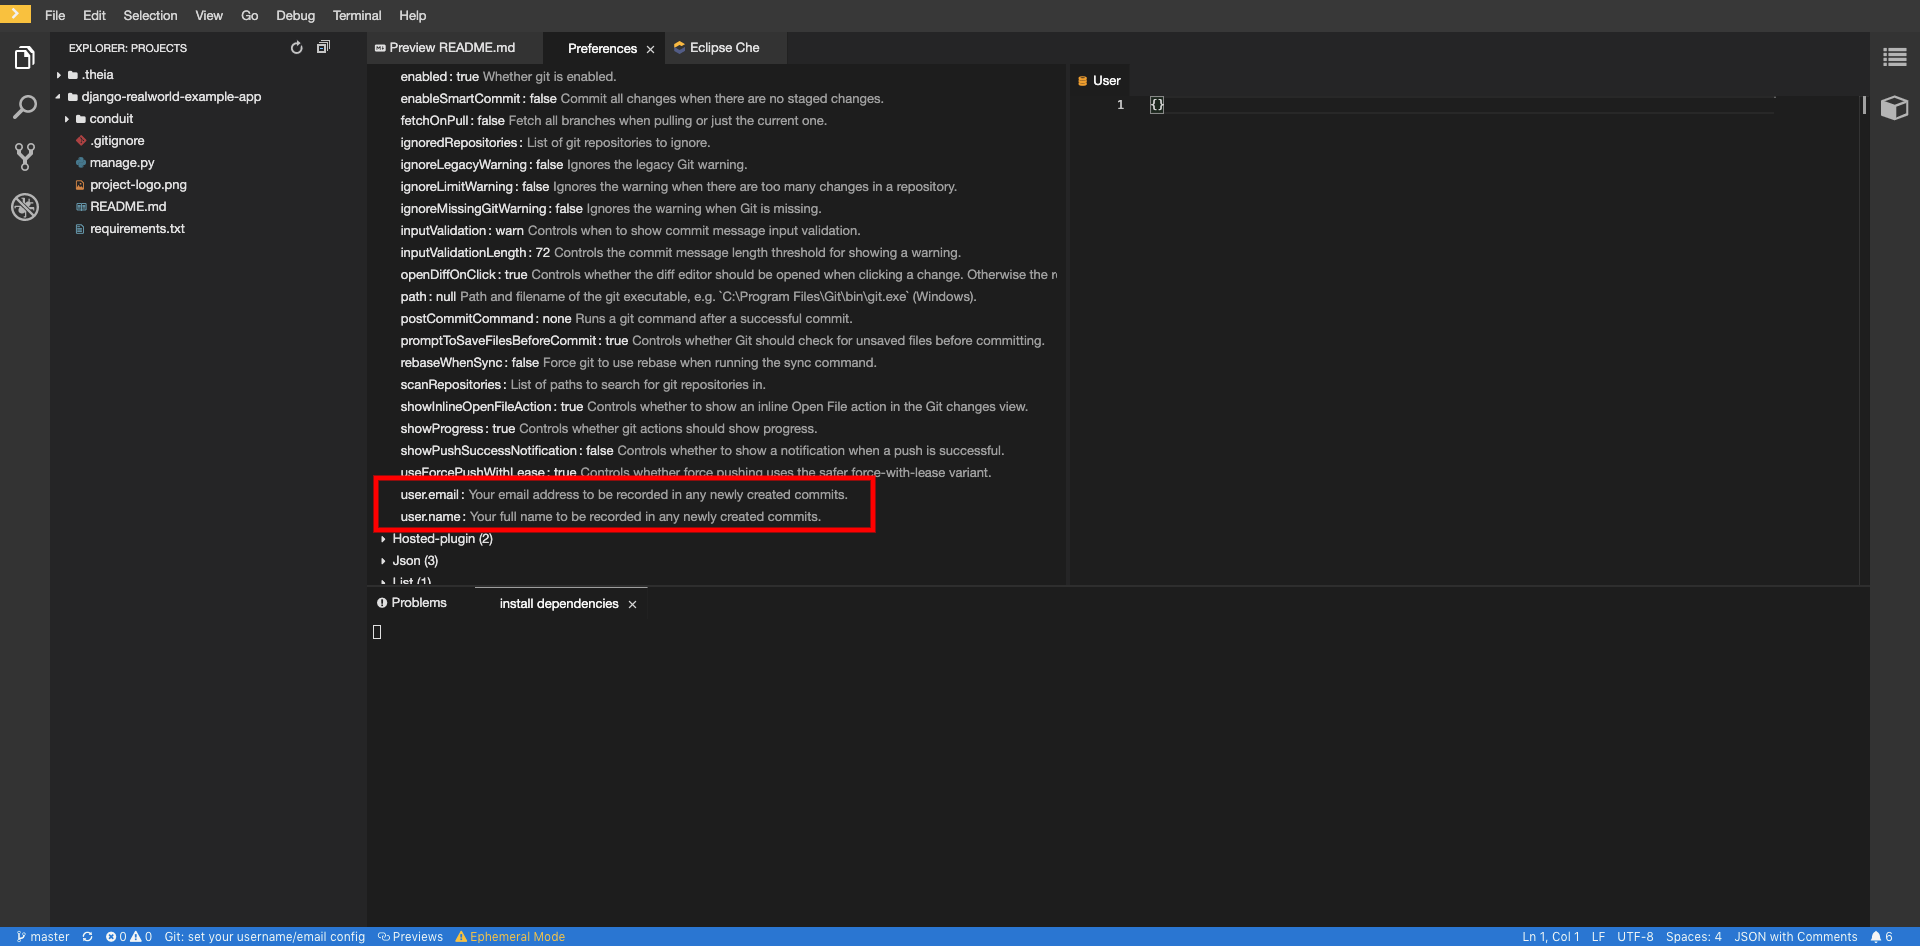 File Edit Selection View Go Debug Terminal Help
EXPLORER: PROJECTS
.theia
django-realworld-example-app
conduit
.gitignore
manage.py
project-logo.png
README.md
requirements.txt
Preview README.md Preferences × Eclipse Che
enabled: true Whether git is enabled.
enableSmartCommit: false Commit all changes when there are no staged changes.
fetchOnPull: false Fetch all branches when pulling or just the current one.
ignoredRepositories: List of git repositories to ignore.
ignoreLegacyWarning: false Ignores the legacy Git warning.
ignoreLimitWarning: false Ignores the warning when there are too many changes in a repository.
ignoreMissingGitWarning: false Ignores the warning when Git is missing.
inputValidation: warn Controls when to show commit message input validation.
inputValidationLength: 72 Controls the commit message length threshold for showing a warning.
openDiffOnClick: true Controls whether the diff editor should be opened when clicking a change. Otherwise the r
path: null Path and filename of the git executable, e.g. `C:\Program Files\Git\bin\git.exe` (Windows).
postCommitCommand: none Runs a git command after a successful commit.
promptToSaveFilesBeforeCommit: true Controls whether Git should check for unsaved files before committing.
rebaseWhenSync: false Force git to use rebase when running the sync command.
scanRepositories: List of paths to search for git repositories in.
showInlineOpenFileAction: true Controls whether to show an inline Open File action in the Git changes view.
showProgress: true Controls whether git actions should show progress.
showPushSuccessNotification: false Controls whether to show a notification when a push is successful.
useForcePushWithLease: true Controls whether force pushing uses the safer force-with-lease variant.
user.email: Your email address to be recorded in any newly created commits.
user.name: Your full name to be recorded in any newly created commits.
Hosted-plugin (2)
Json (3)
List (1)
User
1 {}
Problems install dependencies ×
master 0 0 Git: set your username/email config Previews Ephemeral Mode Ln 1, Col 1 LF UTF-8 Spaces: 4 JSON with Comments 6